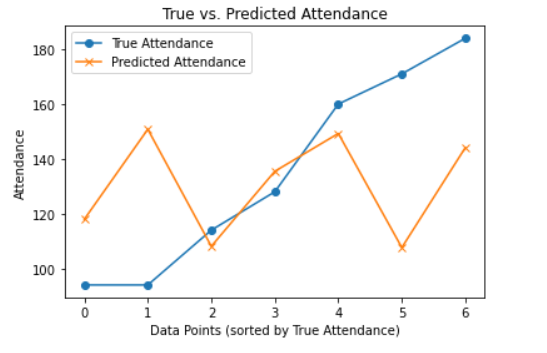 True vs. Predicted Attendance
True Attendance
Predicted Attendance
180
160
140
120
100
Attendance
0 1 2 3 4 5 6
Data Points (sorted by True Attendance)